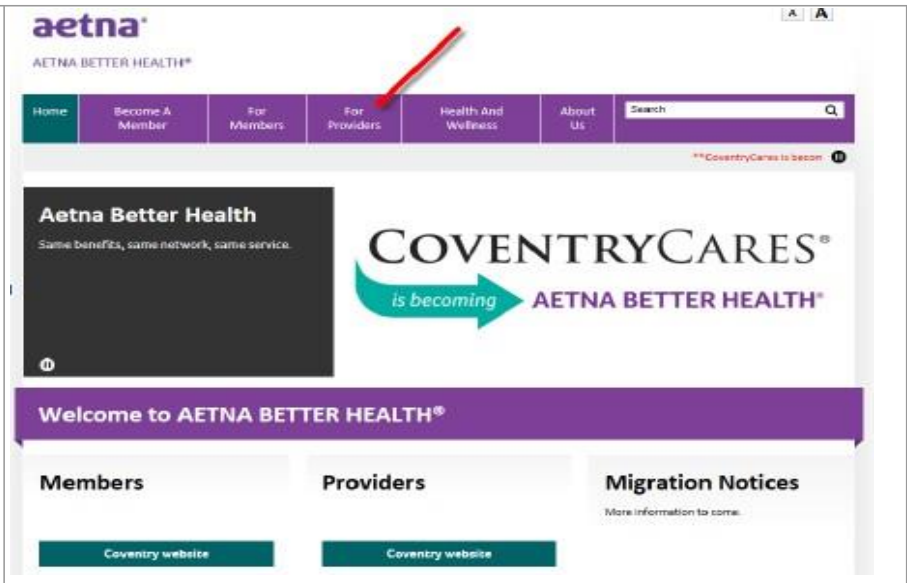 A A
aetna®
AETNA BETTER HEALTH®
Home
Become A
Member
For
Members
For
Providers
Health And
Wellness
About
Us
Search
**CoventryCares is becom
Aetna Better Health
Same benefits, same network, same service.
COVENTRYCARES®
is becoming AETNA BETTER HEALTH®
Welcome to AETNA BETTER HEALTH®
Members
Providers
Migration Notices
More information to come.
Coventry website
Coventry website